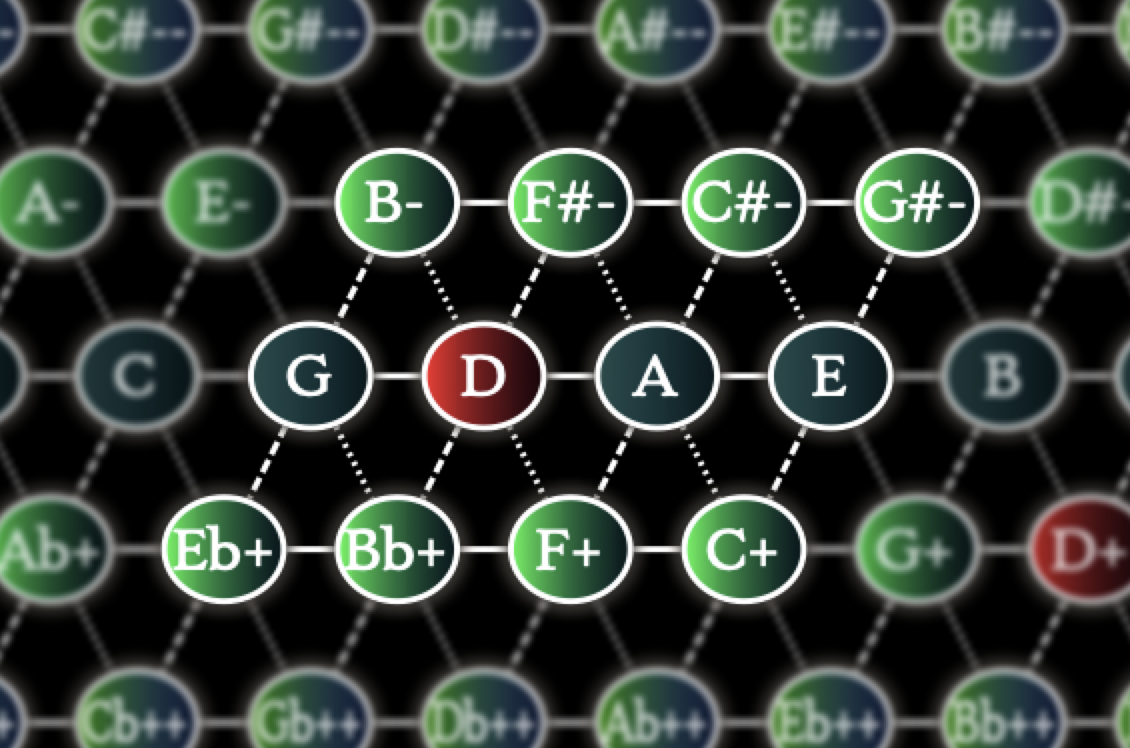 C#-- G#-- D#-- A#-- E#-- B#--
A- E- B- F#- C#- G#- D#-
C G D A E B
Ab+ Eb+ Bb+ F+ C+ G+ D+
Cb++ Gb++ Db++ Ab++ Eb++ Bb++